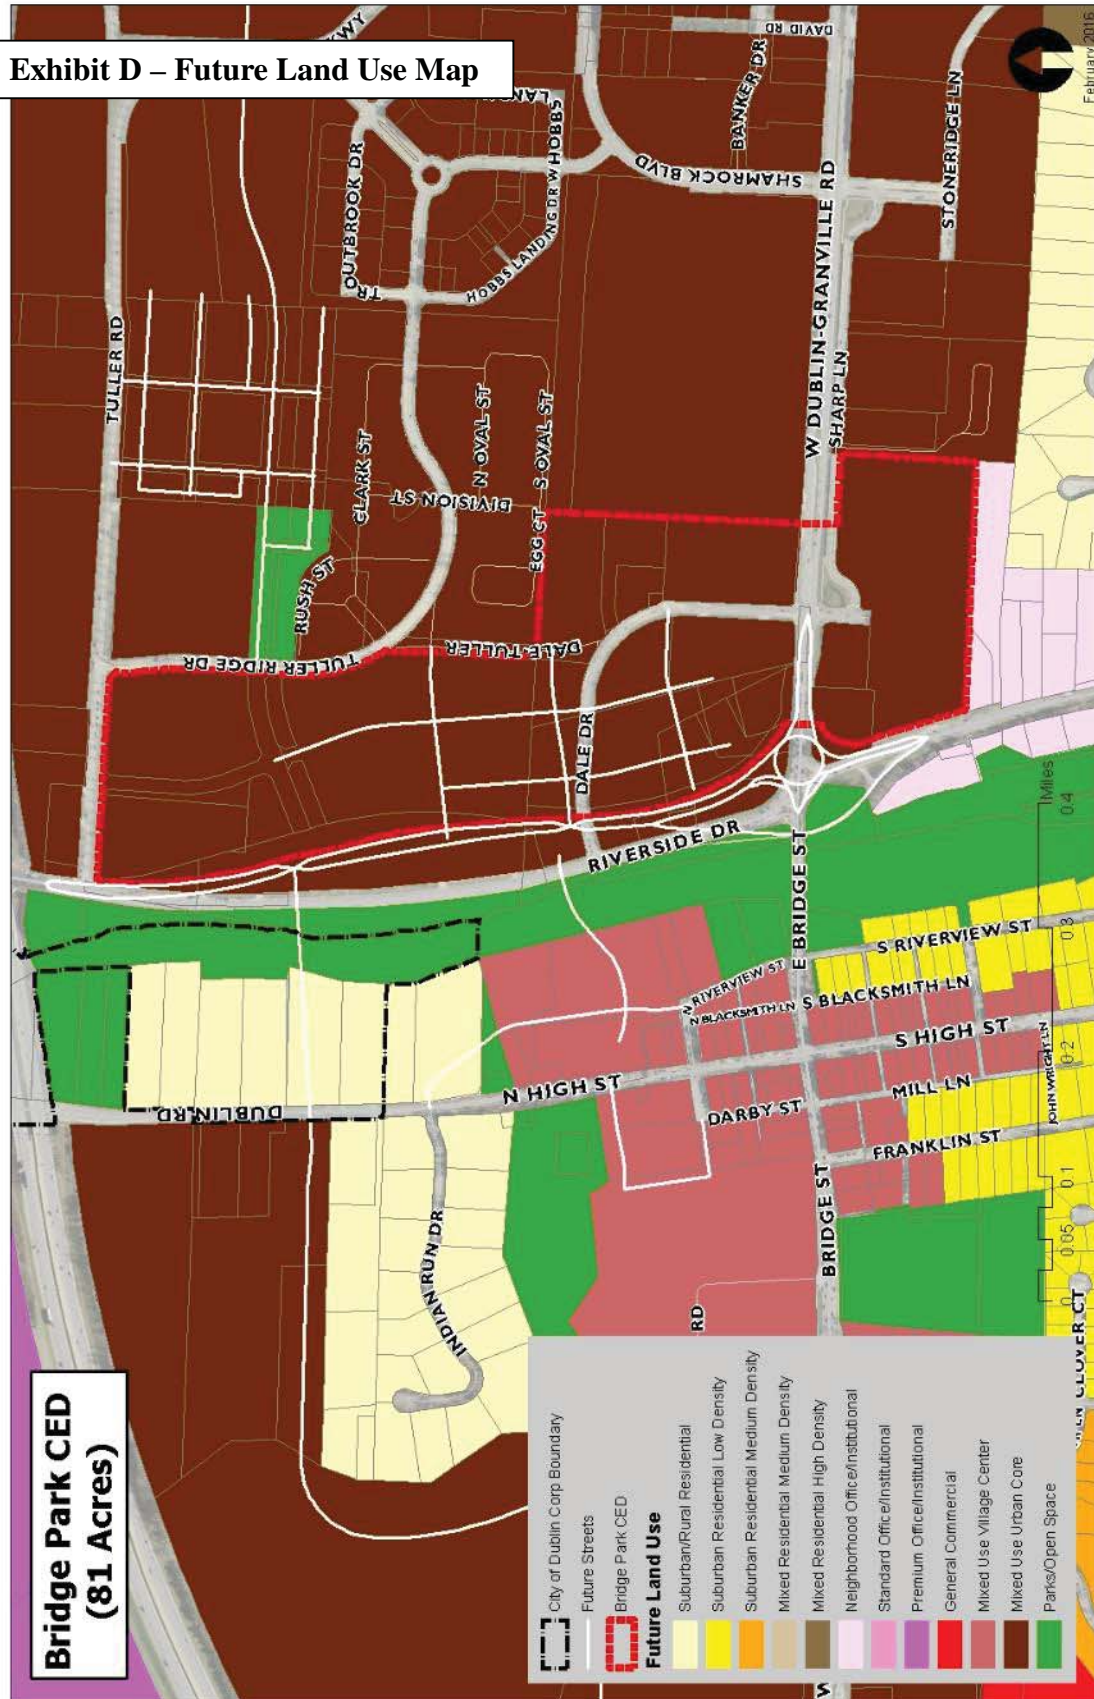 Exhibit D – Future Land Use Map
Bridge Park CED
(81 Acres)
City of Dublin Corp Boundary
Future Streets
Bridge Park CED
Future Land Use
Suburban/Rural Residential
Suburban Residential Low Density
Suburban Residential Medium Density
Mixed Residential Medium Density
Mixed Residential High Density
Neighborhood Office/Institutional
Standard Office/Institutional
Premium Office/Institutional
General Commercial
Mixed Use Village Center
Mixed Use Urban Core
Parks/Open Space
DUBLIN RD
INDIAN RUN DR
N HIGH ST
RD
BRIDGE ST
DARBY ST
FRANKLIN ST
MILL LN
S HIGH ST
JOHN WRIGHT LN
N RIVERVIEW ST
N BLACKSMITH LN
S BLACKSMITH LN
S RIVERVIEW ST
E BRIDGE ST
RIVERSIDE DR
DALE DR
DALE-TULLER
TULLER RIDGE DR
TULLER RD
RUSH ST
CLARK ST
DIVISION ST
N OVAL ST
S OVAL ST
EGG CT
TR
OUTBROOK DR
HOBBS LANDING DR W
HOBBS
KWY
W DUBLIN-GRANVILLE RD
SHARP LN
SHAMROCK BLVD
BANKER DR
DAVID RD
STONERIDGE LN
CLOVER CT
W
0.05
0.1
0.2
0.3
0.4
Miles
February 2016